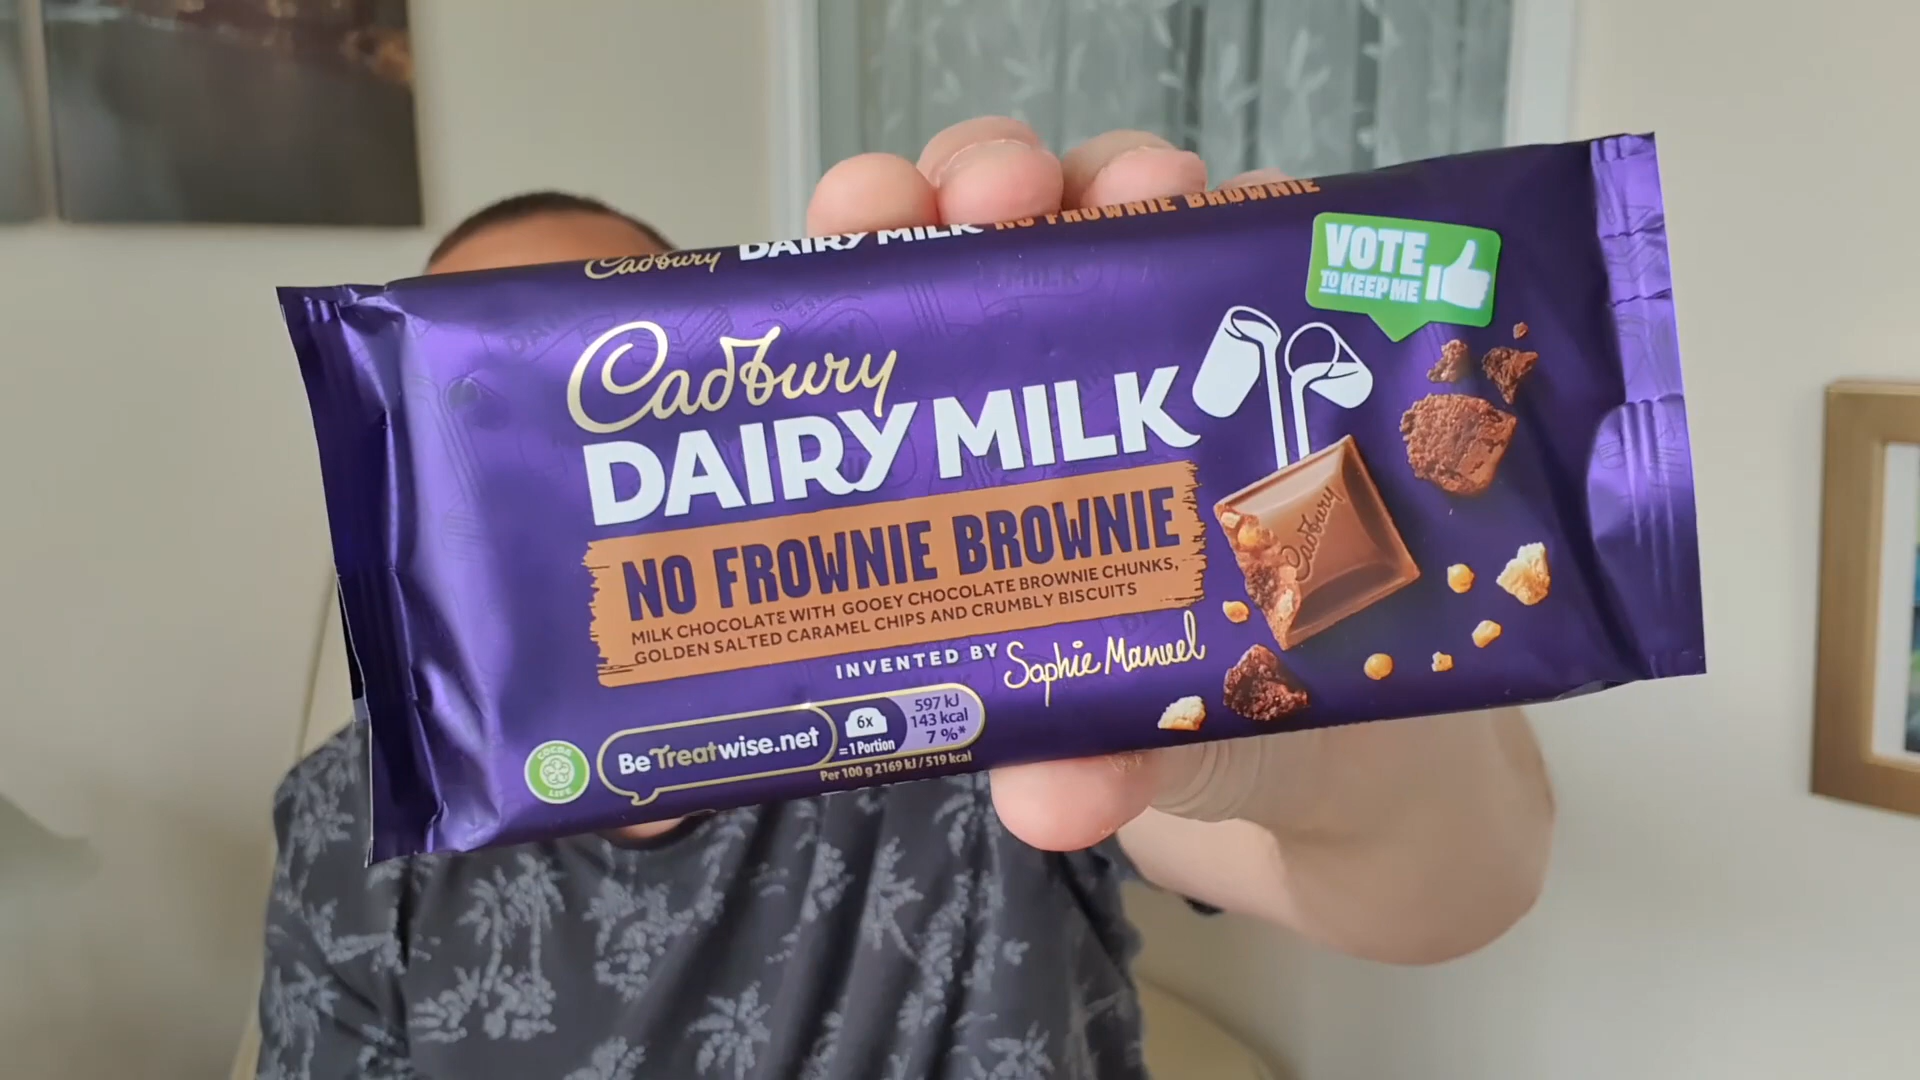 Cadbury DAIRY MILK NO FROWNIE BROWNIE
VOTE
TO KEEP ME
Cadbury
DAIRY MILK
Cadbury
NO FROWNIE BROWNIE
MILK CHOCOLATE WITH GOOEY CHOCOLATE BROWNIE CHUNKS,
GOLDEN SALTED CARAMEL CHIPS AND CRUMBLY BISCUITS
INVENTED BY Sophie Manuel
COCOA
LIFE
BeTreatwise.net
6x
= 1 Portion
597 kJ
143 kcal
7 %*
Per 100 g 2169 kJ / 519 kcal